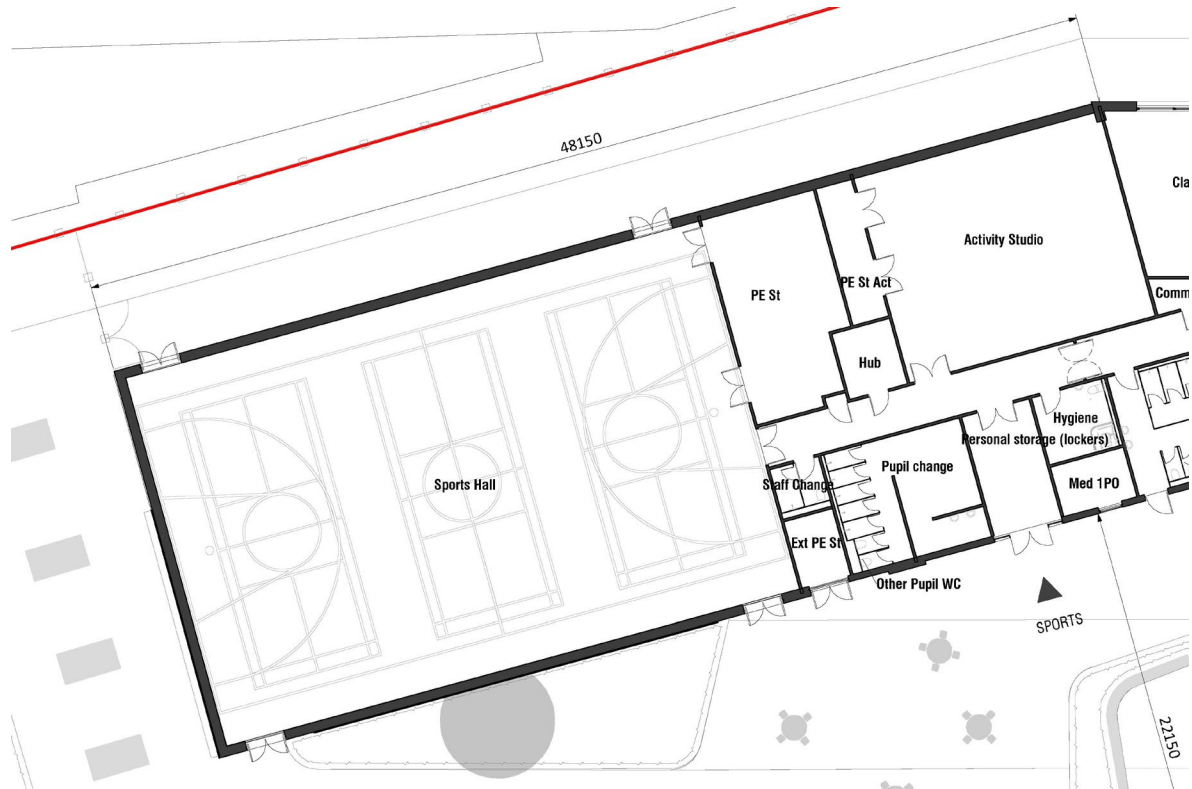 48150
Cla
Activity Studio
PE St Act
PE St
Comm
Hub
Hygiene
Personal storage (lockers)
Pupil change
Sports Hall
Staff Change
Med 1PO
Ext PE St
Other Pupil WC
SPORTS
22150